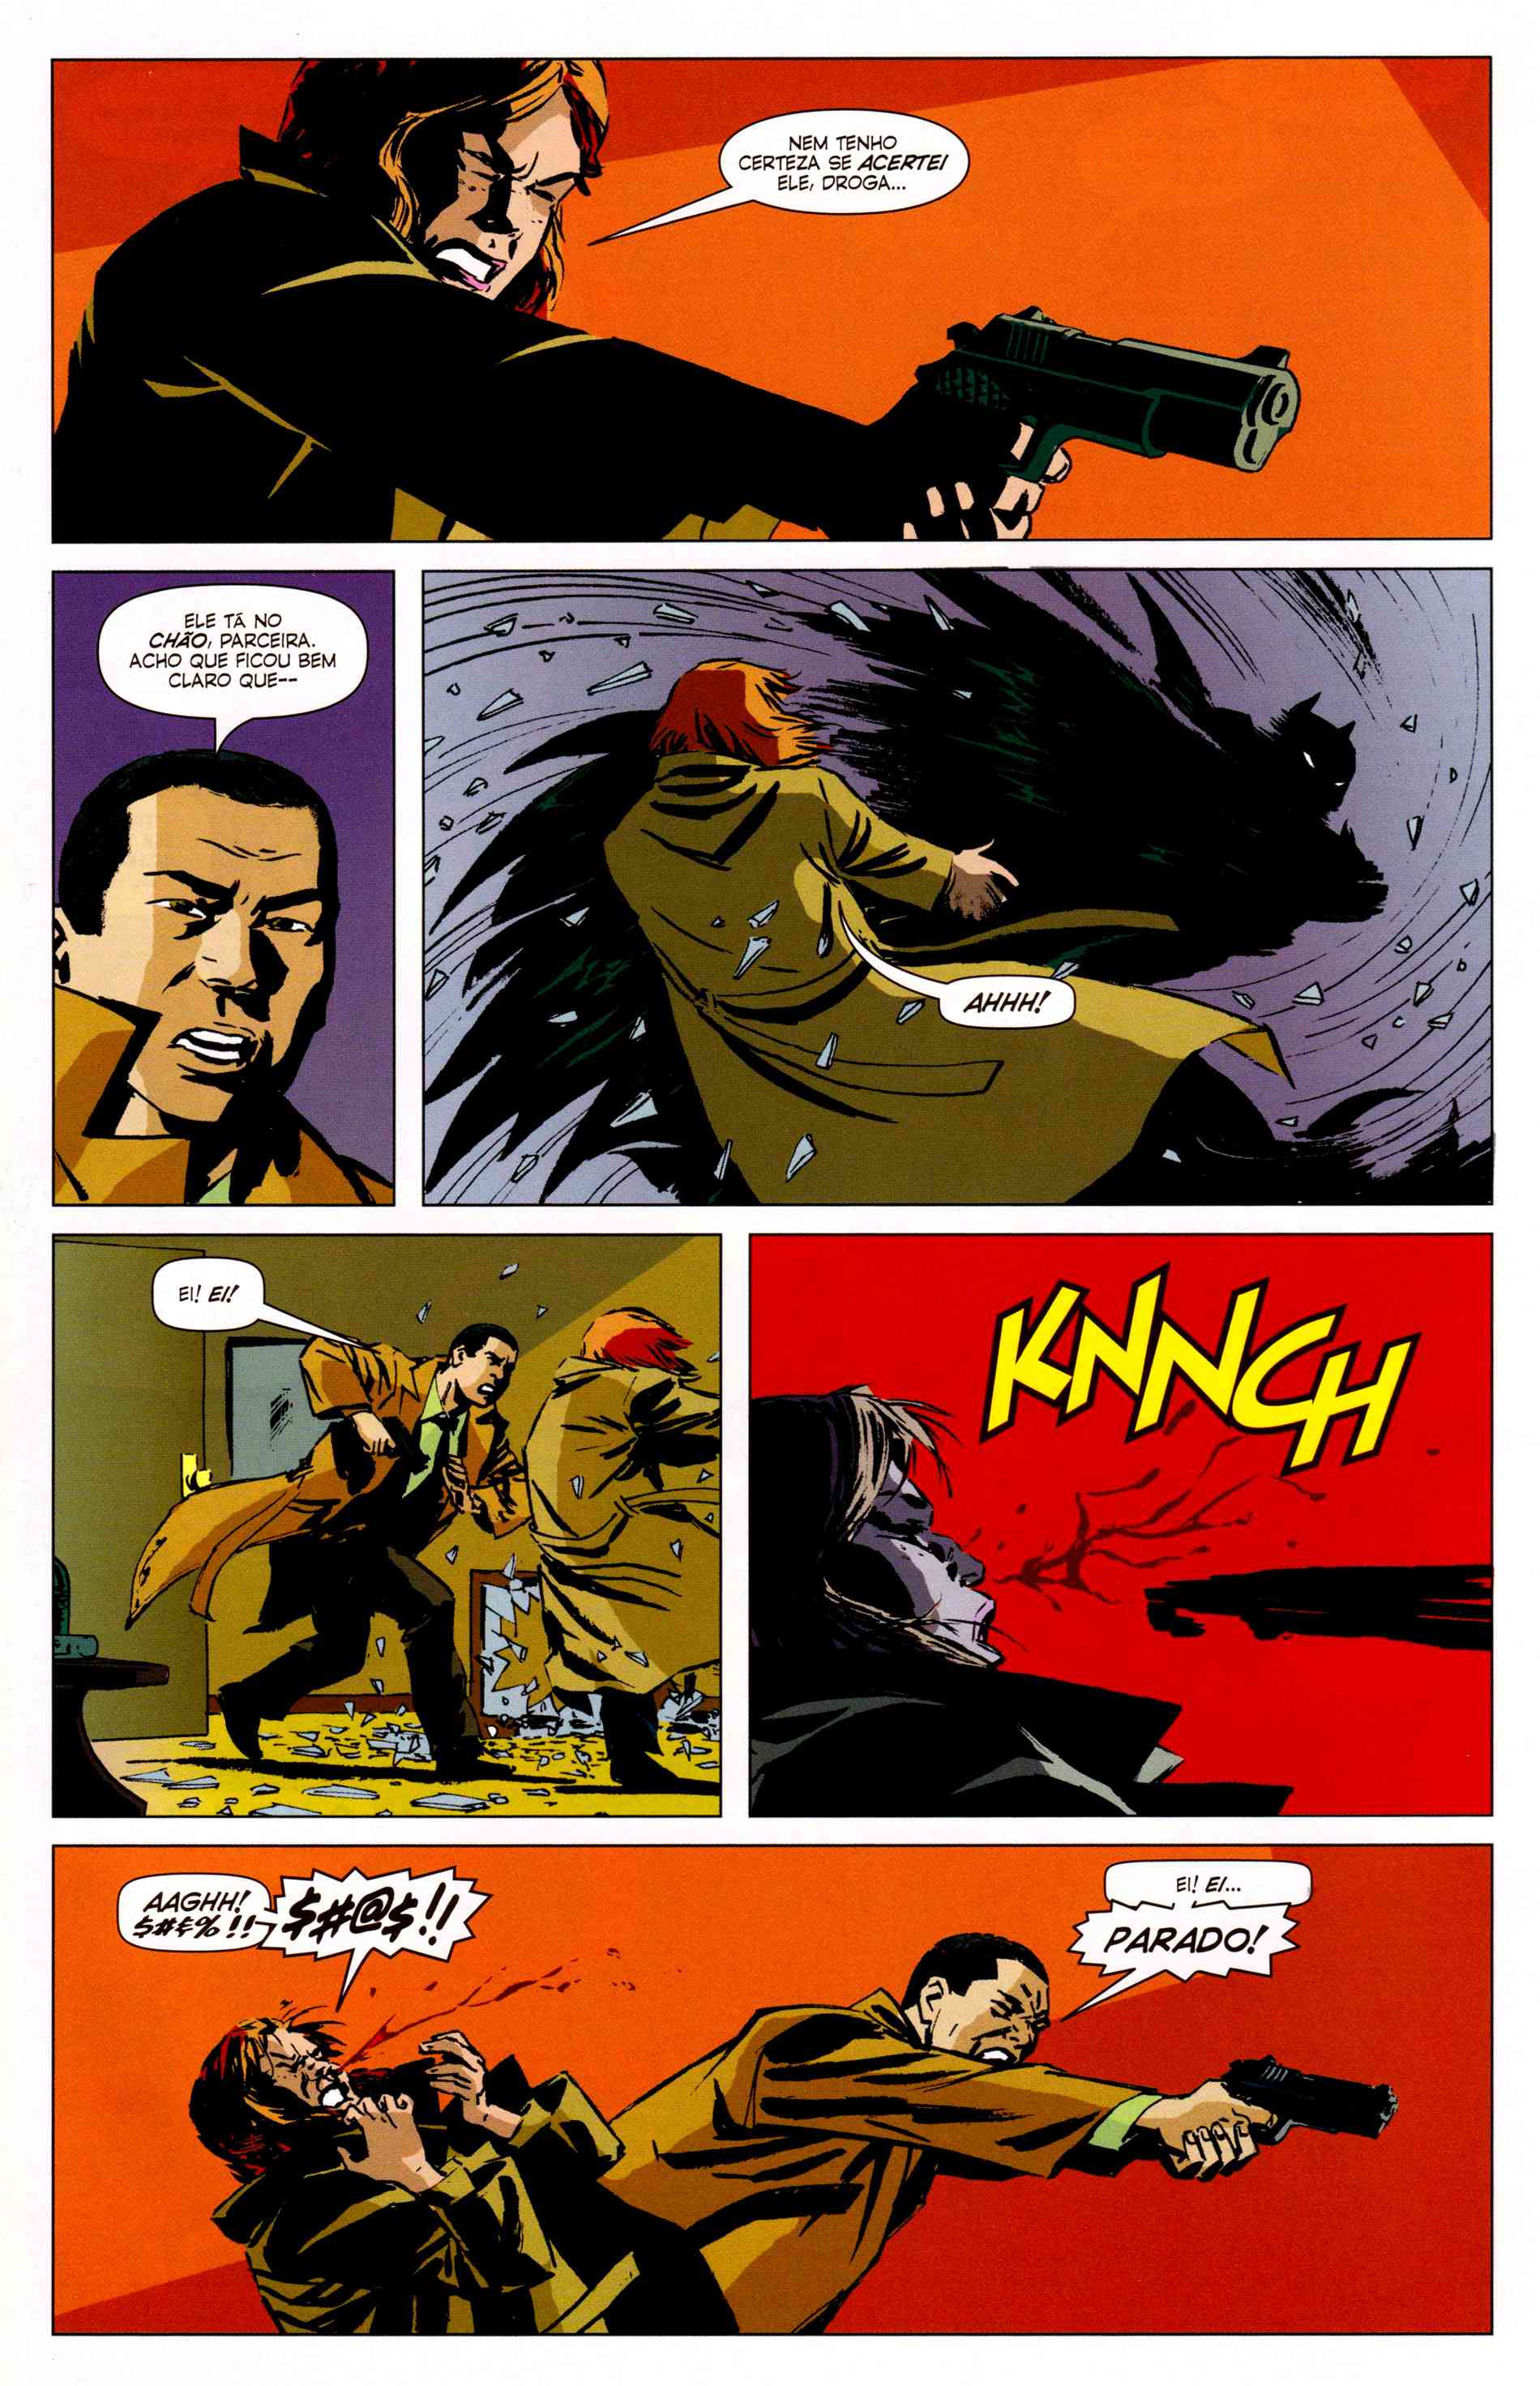 NEM TENHO
CERTEZA SE ACERTEI
ELE, DROGA...
ELE TÁ NO
CHÃO, PARCEIRA.
ACHO QUE FICOU BEM
CLARO QUE--
AHHH!
EI! EI!
KNNCH
AAGHH!
$#&%!!
$#@$!!
EI! EI...
PARADO!